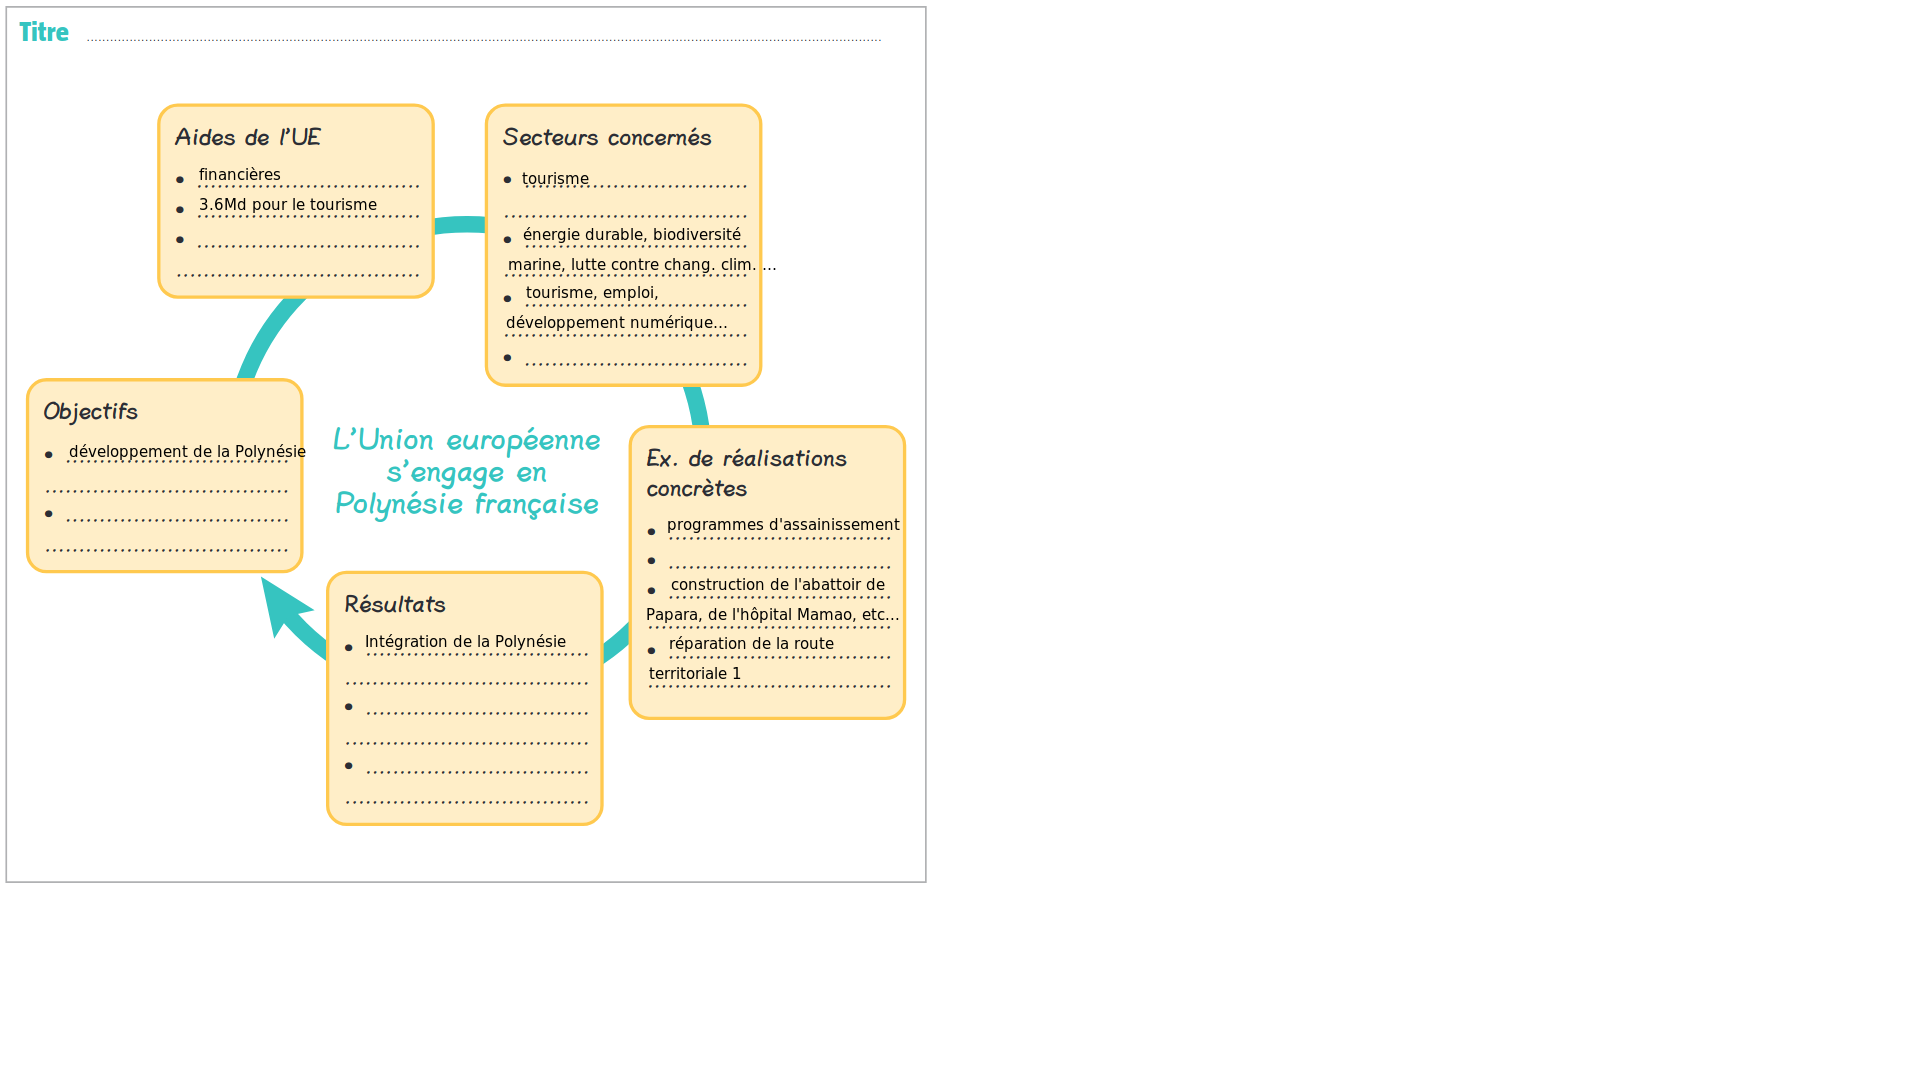 Titre
Aides de l'UE
• financières
• 3.6Md pour le tourisme
•
Secteurs concernés
• tourisme
• énergie durable, biodiversité
marine, lutte contre chang. clim. ...
• tourisme, emploi,
développement numérique...
•
Objectifs
• développement de la Polynésie
•
L'Union européenne
s'engage en
Polynésie française
Ex. de réalisations
concrètes
• programmes d'assainissement
•
• construction de l'abattoir de
Papara, de l'hôpital Mamao, etc...
• réparation de la route
territoriale 1
Résultats
• Intégration de la Polynésie
•
•